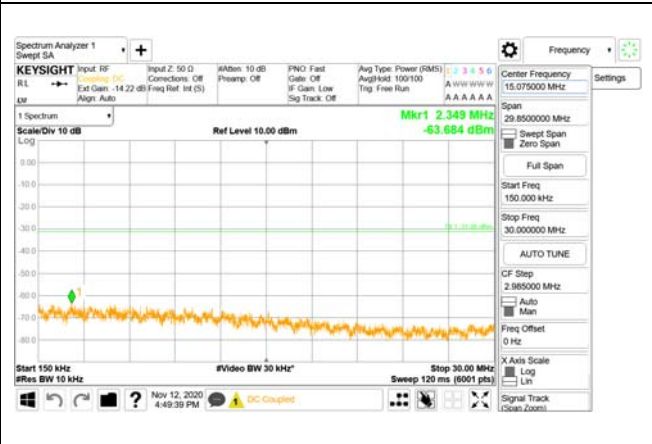 Spectrum Analyzer 1
Swept SA
Frequency
KEYSIGHT
RL
Input: RF
Coupling: DC
Ext Gain: -14.22 dB
Align: Auto
Input Z: 50 Ω
Corrections: Off
Freq Ref: Int (S)
#Atten: 10 dB
Preamp: Off
PNO: Fast
Gate: Off
IF Gain: Low
Sig Track: Off
Avg Type: Power (RMS)
Avg|Hold: 100/100
Trig: Free Run
1 2 3 4 5 6
A W W W W W
A A A A A A
Center Frequency
15.075000 MHz
Settings
1 Spectrum
Mkr1 2.349 MHz
Scale/Div 10 dB
Ref Level 10.00 dBm
-63.684 dBm
Log
0.00
-10.0
-20.0
-30.0
-40.0
-50.0
-60.0
-70.0
-80.0
1
Span
29.8500000 MHz
Swept Span
Zero Span
Full Span
Start Freq
150.000 kHz
Stop Freq
30.000000 MHz
AUTO TUNE
CF Step
2.985000 MHz
Auto
Man
Freq Offset
0 Hz
X Axis Scale
Log
Lin
Signal Track
(Span Zoom)
Start 150 kHz
#Video BW 30 kHz*
Stop 30.00 MHz
#Res BW 10 kHz
Sweep 120 ms (6001 pts)
Nov 12, 2020
4:49:39 PM
DC Coupled